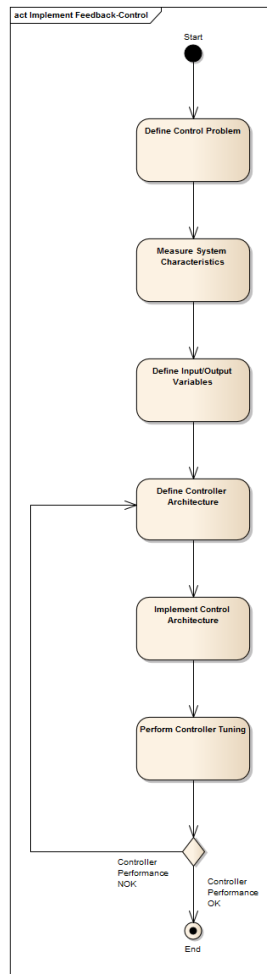 act Implement Feedback-Control
Start
Define Control Problem
Measure System
Characteristics
Define Input/Output
Variables
Define Controller
Architecture
Implement Control
Architecture
Perform Controller Tuning
Controller
Performance
NOK
Controller
Performance
OK
End